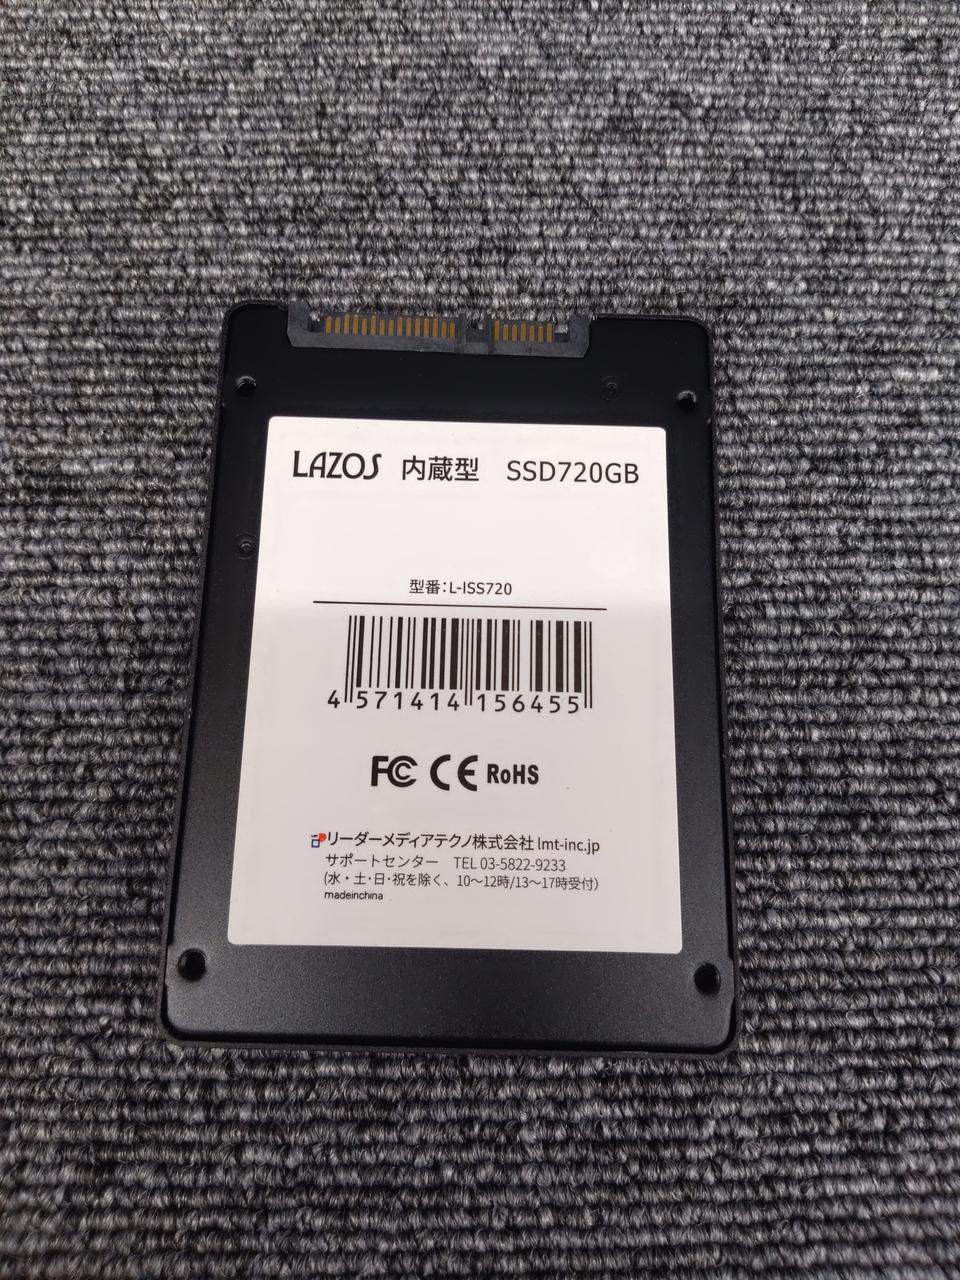 LAZOS 内蔵型 SSD720GB
型番:L-ISS720
4 571414 156455
FC CE RoHS
リーダーメディアテクノ株式会社 lmt-inc.jp
サポートセンター TEL 03-5822-9233
(水・土・日・祝を除く、10～12時/13～17時受付)
madeinchina